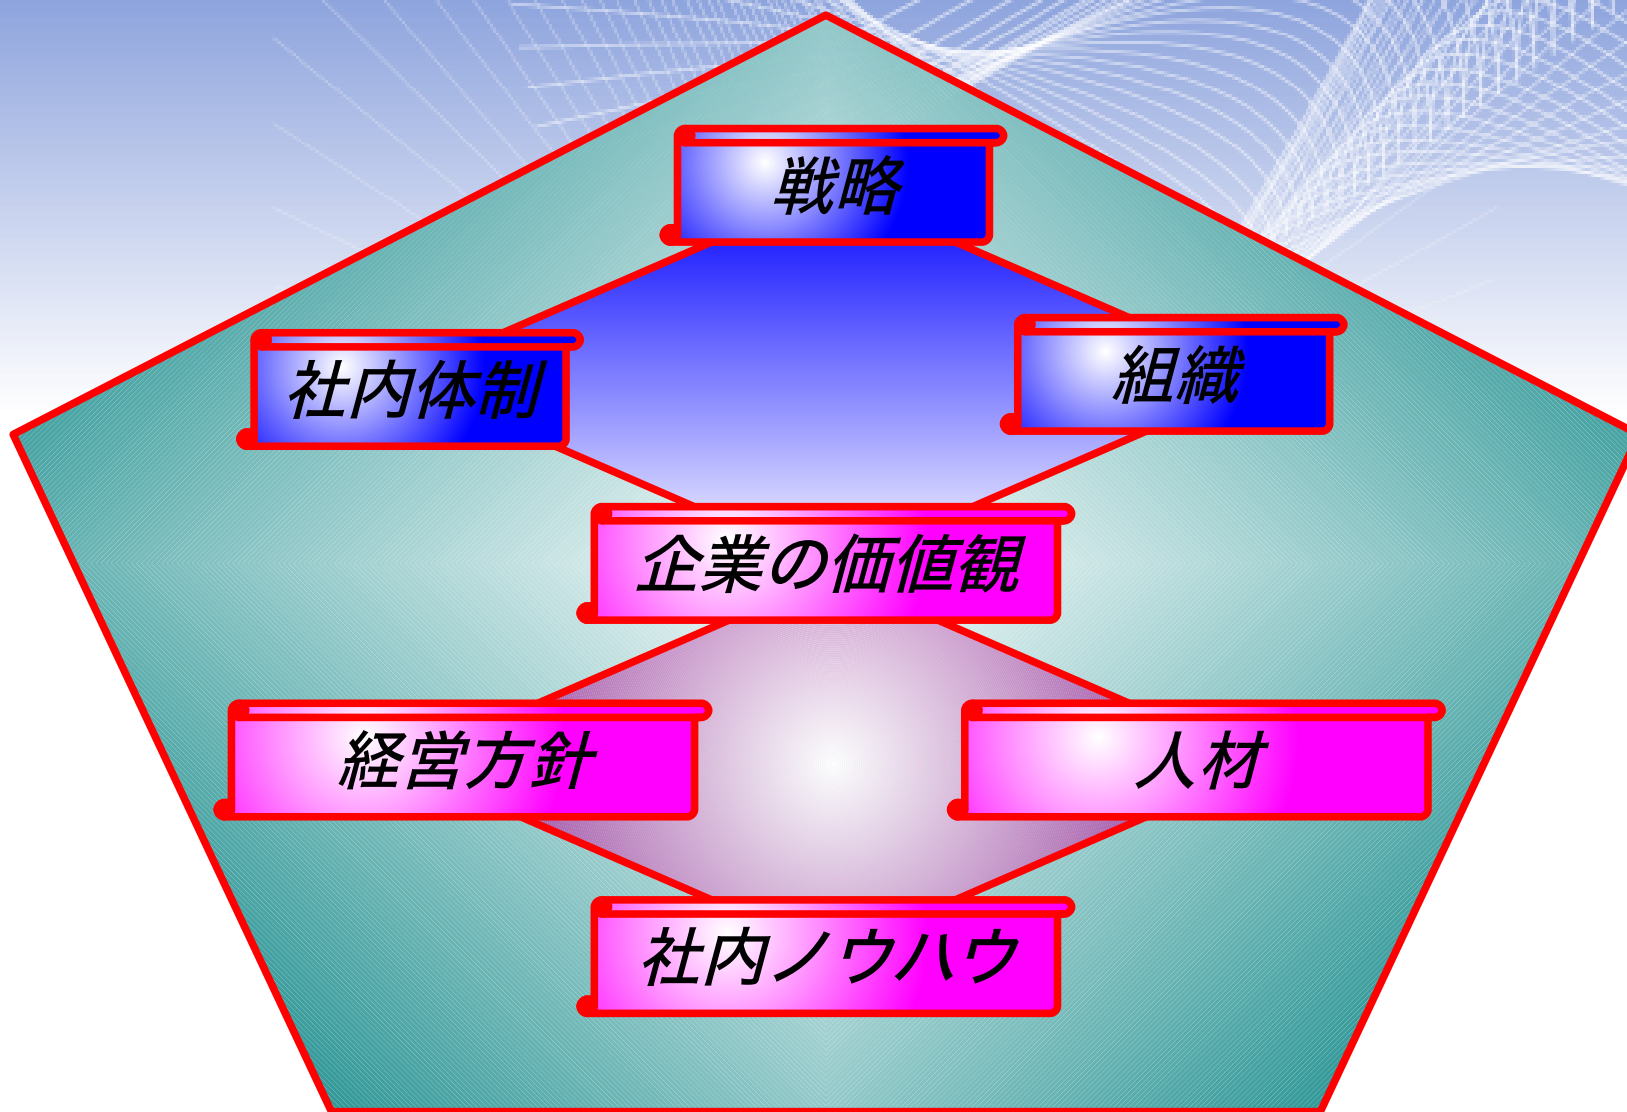 戦略
社内体制
組織
企業の価値観
経営方針
人材
社内ノウハウ